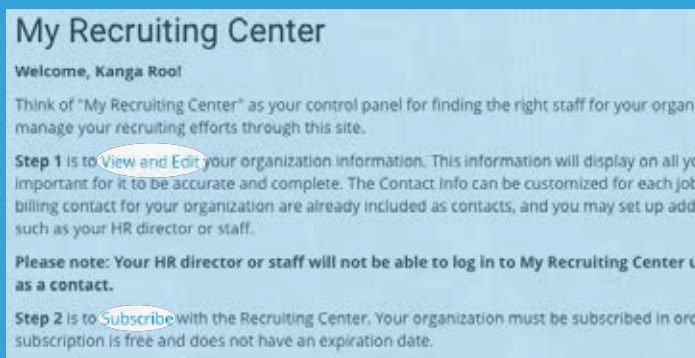 My Recruiting Center
Welcome, Kanga Roo!
Think of "My Recruiting Center" as your control panel for finding the right staff for your organ
manage your recruiting efforts through this site.
Step 1 is to View and Edit your organization information. This information will display on all yo
important for it to be accurate and complete. The Contact Info can be customized for each job
billing contact for your organization are already included as contacts, and you may set up add
such as your HR director or staff.
Please note: Your HR director or staff will not be able to log in to My Recruiting Center u
as a contact.
Step 2 is to Subscribe with the Recruiting Center. Your organization must be subscribed in ord
subscription is free and does not have an expiration date.